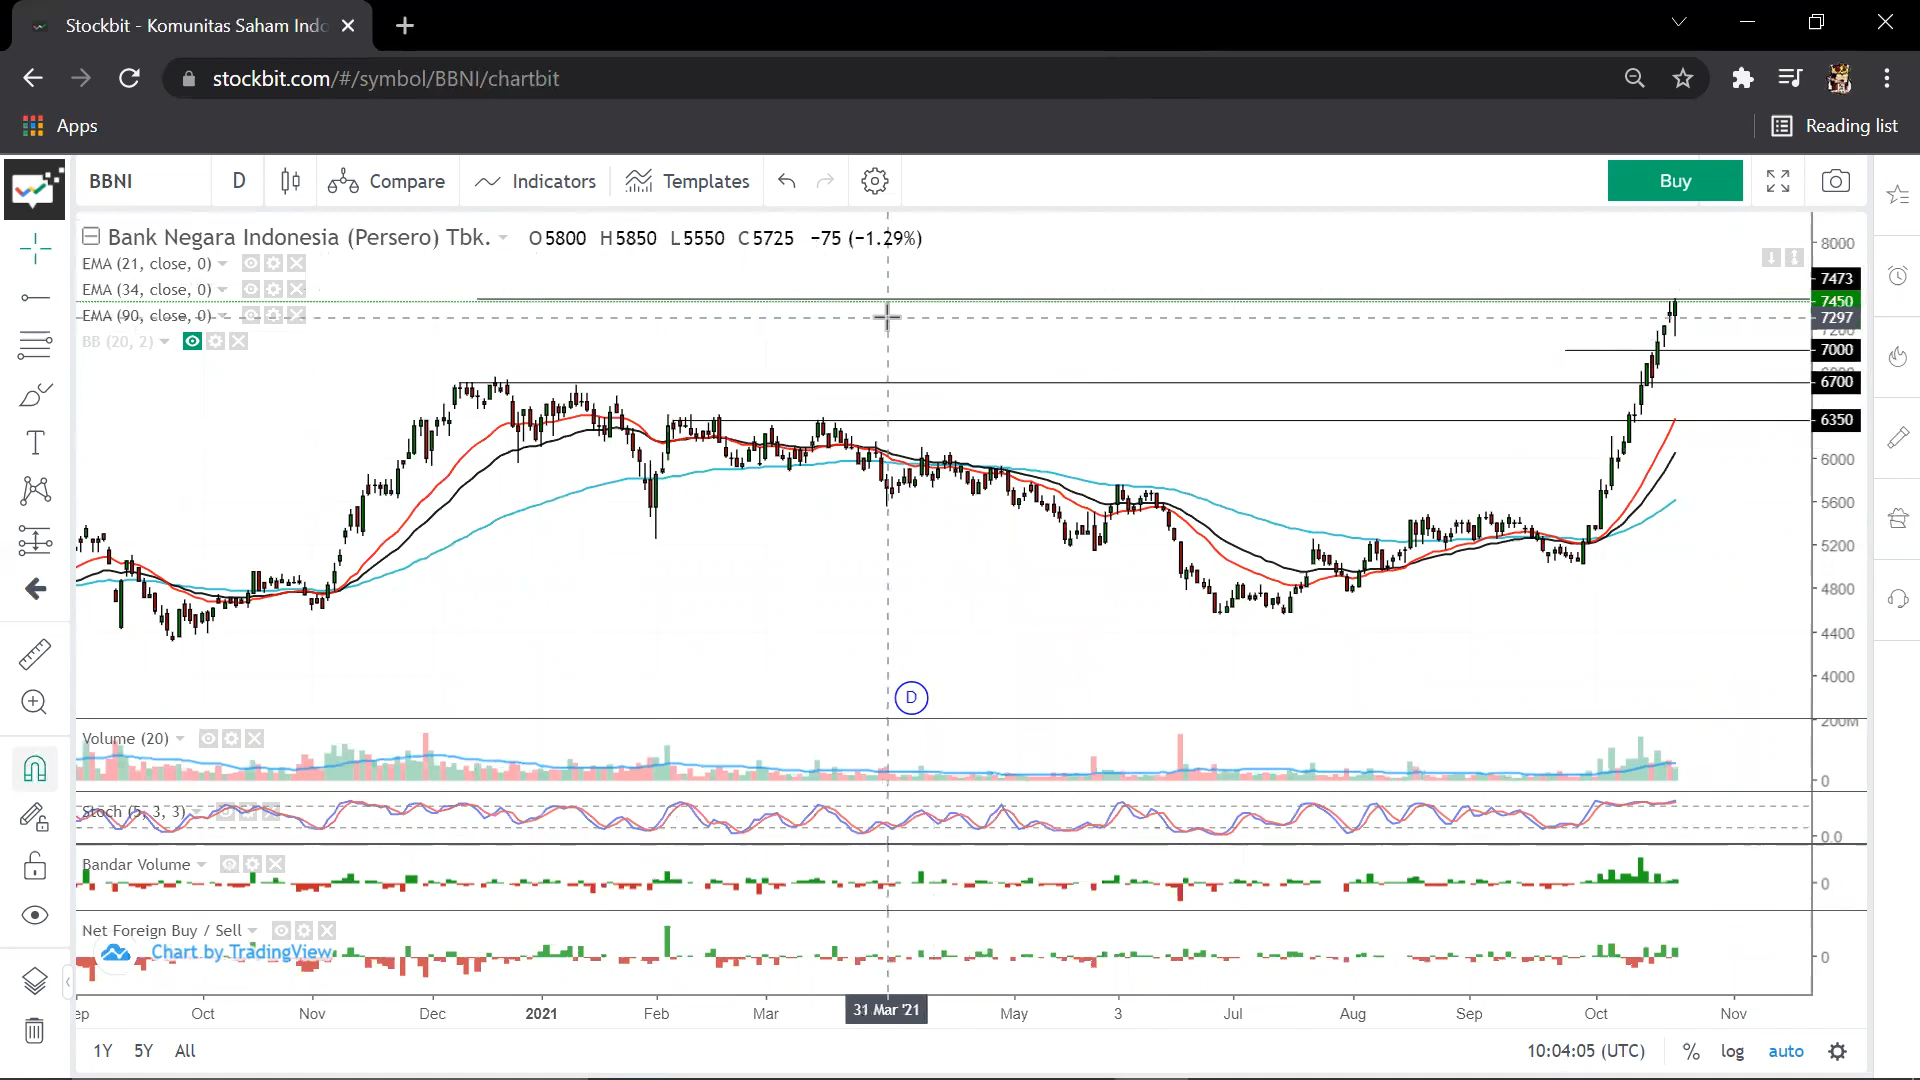 Stockbit - Komunitas Saham Indo
stockbit.com/#/symbol/BBNI/chartbit
Apps
Reading list
BBNI D Compare Indicators Templates Buy
Bank Negara Indonesia (Persero) Tbk. O5800 H5850 L5550 C5725 −75 (−1.29%)
EMA (21, close, 0)
EMA (34, close, 0)
EMA (90, close, 0)
BB (20, 2)
8000
7473
7450
7297
7200
7000
6700
6350
6000
5600
5200
4800
4400
4000
D
200M
Volume (20)
0
Stoch (5, 3, 3)
0.0
Bandar Volume
0
Net Foreign Buy / Sell
Chart by TradingView
0
ep Oct Nov Dec 2021 Feb Mar 31 Mar '21 May 3 Jul Aug Sep Oct Nov
1Y 5Y All 10:04:05 (UTC) % log auto